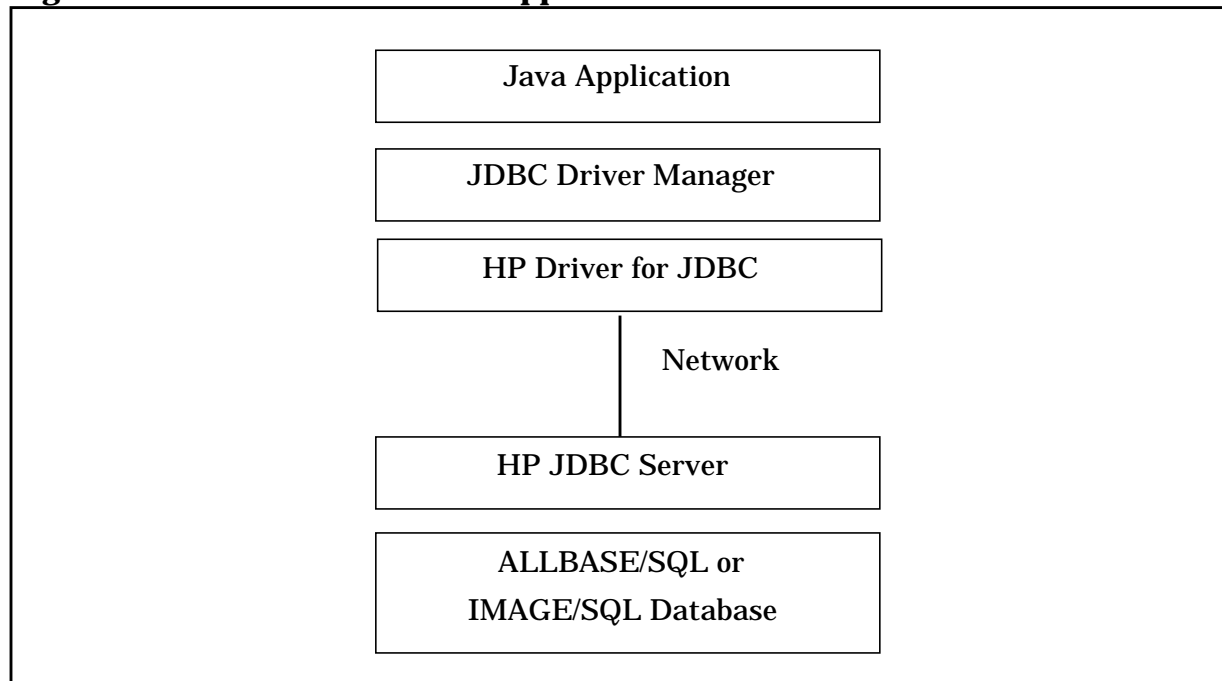 Java Application
JDBC Driver Manager
HP Driver for JDBC
Network
HP JDBC Server
ALLBASE/SQL or
IMAGE/SQL Database